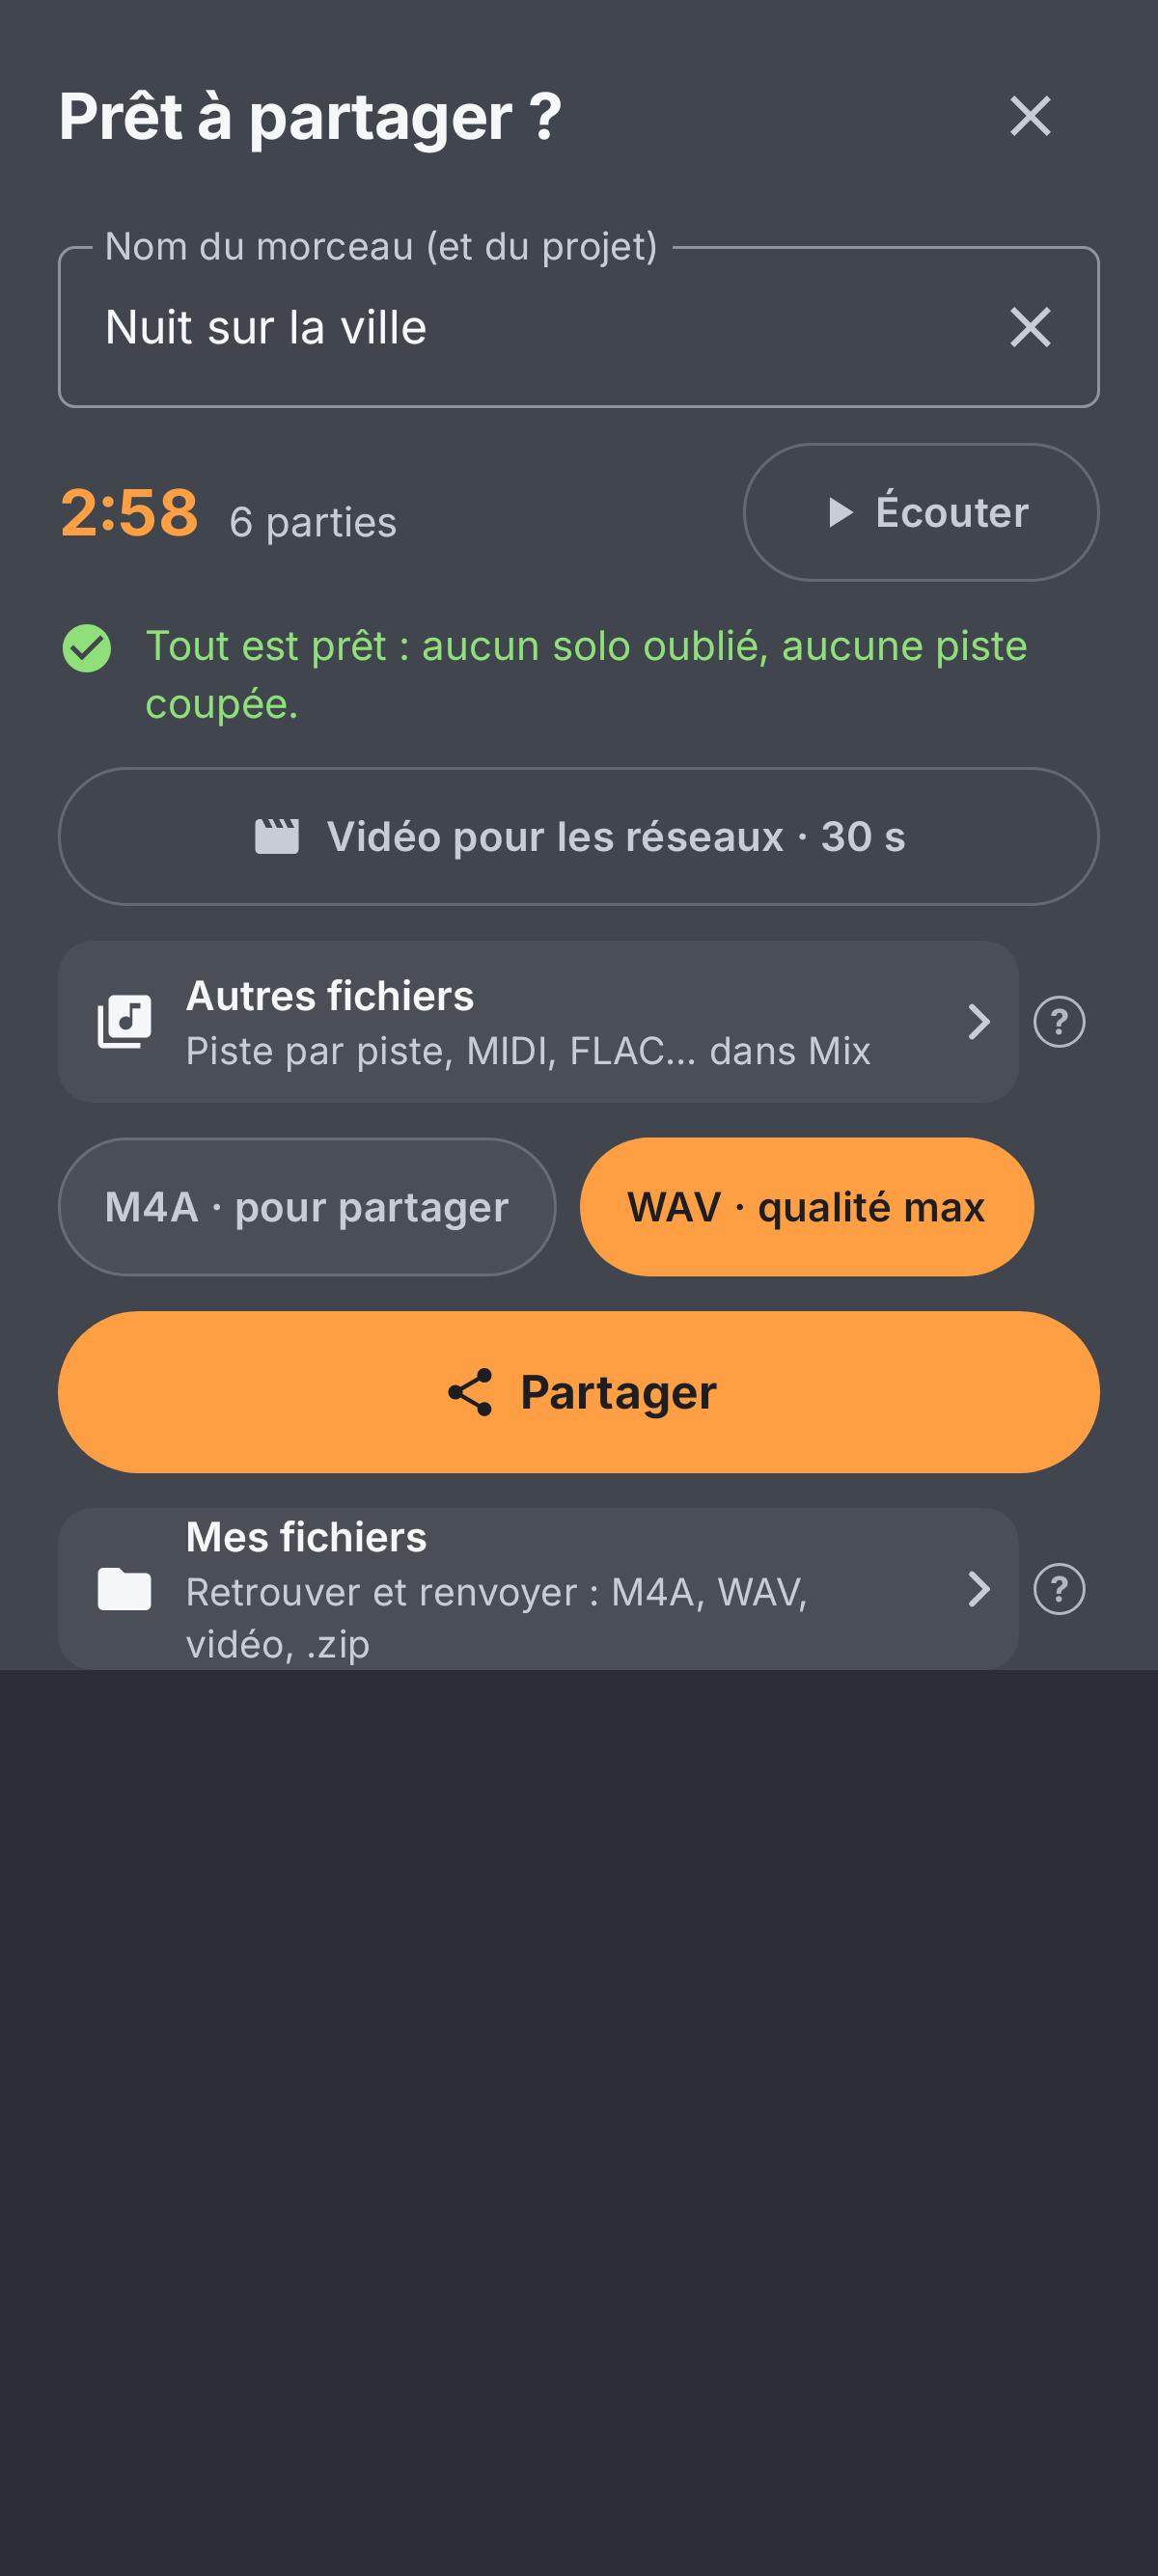 Prêt à partager ?
Nom du morceau (et du projet)
Nuit sur la ville
2:58 6 parties
Écouter
Tout est prêt : aucun solo oublié, aucune piste
coupée.
Vidéo pour les réseaux · 30 s
Autres fichiers
Piste par piste, MIDI, FLAC… dans Mix
?
M4A · pour partager
WAV · qualité max
Partager
Mes fichiers
Retrouver et renvoyer : M4A, WAV,
vidéo, .zip
?